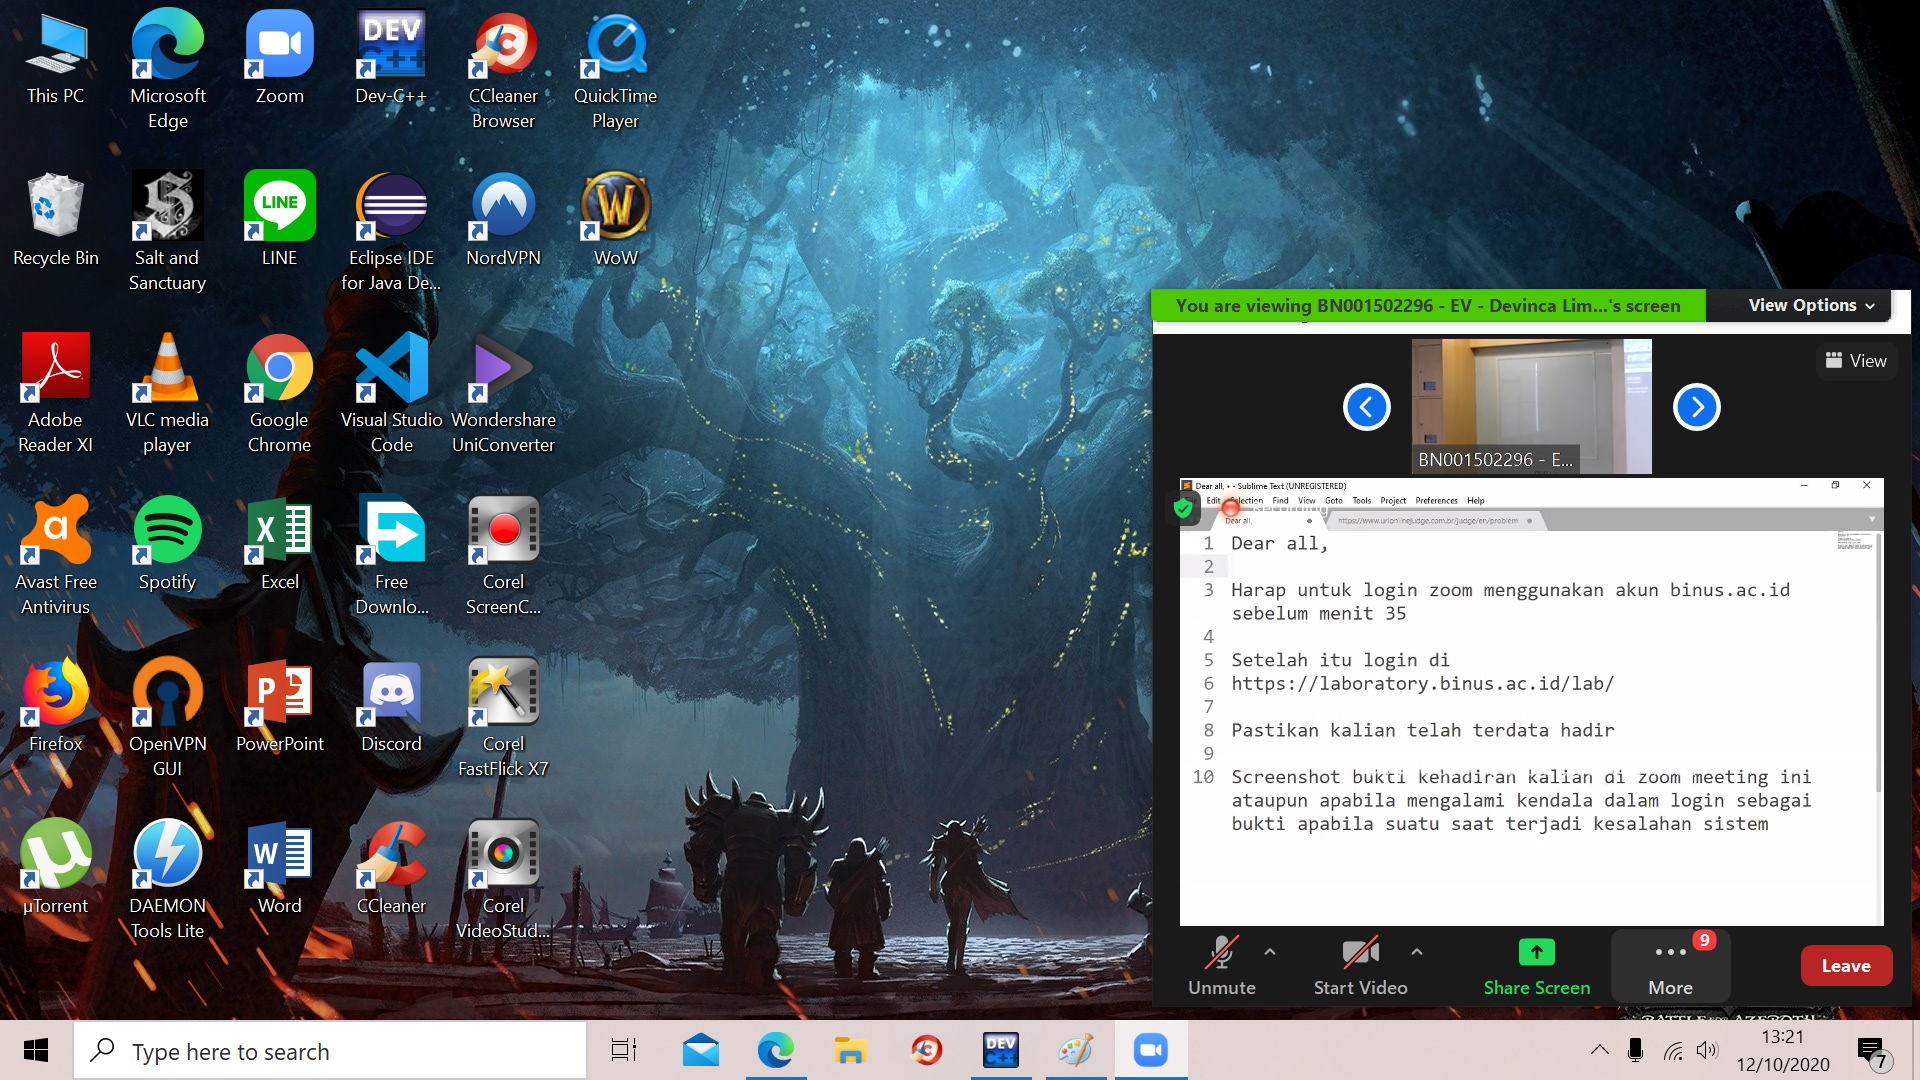 This PC
Microsoft
Edge
Zoom
DEV
C++
Dev-C++
CCleaner
Browser
QuickTime
Player
Recycle Bin
Salt and
Sanctuary
LINE
LINE
Eclipse IDE
for Java De...
NordVPN
WoW
Adobe
Reader XI
VLC media
player
Google
Chrome
Visual Studio
Code
Wondershare
UniConverter
Avast Free
Antivirus
Spotify
Excel
Free
Downlo...
Corel
ScreenC...
Firefox
OpenVPN
GUI
PowerPoint
Discord
Corel
FastFlick X7
µTorrent
DAEMON
Tools Lite
Word
CCleaner
Corel
VideoStud...
You are viewing BN001502296 - EV - Devinca Lim...'s screen
View Options
View
BN001502296 - E...
Dear all, • - Sublime Text (UNREGISTERED)
Edit Selection Find View Goto Tools Project Preferences Help
Recording
Dear all,
https://www.urionlinejudge.com.br/judge/en/problem
1 Dear all,
2
3 Harap untuk login zoom menggunakan akun binus.ac.id
sebelum menit 35
4
5 Setelah itu login di
6 https://laboratory.binus.ac.id/lab/
7
8 Pastikan kalian telah terdata hadir
9
10 Screenshot bukti kehadiran kalian di zoom meeting ini
ataupun apabila mengalami kendala dalam login sebagai
bukti apabila suatu saat terjadi kesalahan sistem
Unmute
Start Video
Share Screen
9
More
Leave
BATTLE FOR AZEROTH
Type here to search
DEV
C++
13:21
12/10/2020
7